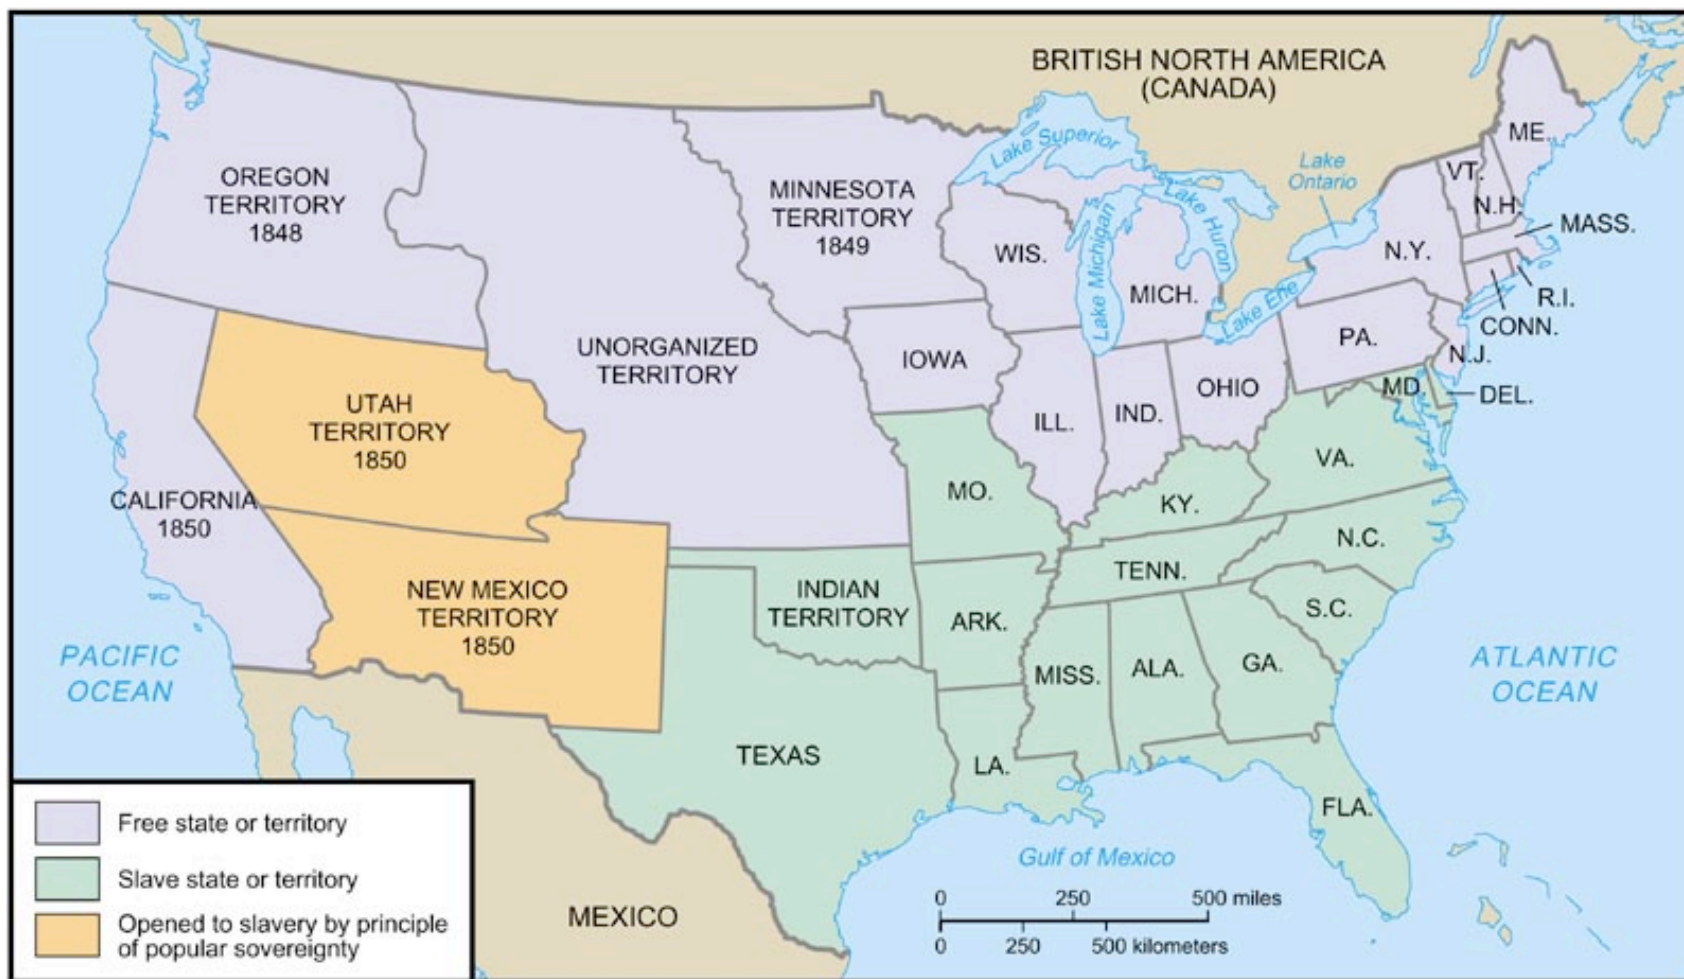 BRITISH NORTH AMERICA
(CANADA)
Lake Superior
Lake
Ontario
ME.
VT.
N.H.
MASS.
OREGON
TERRITORY
1848
MINNESOTA
TERRITORY
1849
WIS.
Lake Michigan
Lake Huron
MICH.
N.Y.
R.I.
CONN.
Lake Erie
PA.
N.J.
UNORGANIZED
TERRITORY
IOWA
OHIO
MD.
DEL.
UTAH
TERRITORY
1850
ILL.
IND.
VA.
CALIFORNIA
1850
MO.
KY.
N.C.
NEW MEXICO
TERRITORY
1850
INDIAN
TERRITORY
TENN.
ARK.
S.C.
PACIFIC
OCEAN
MISS.
ALA.
GA.
ATLANTIC
OCEAN
TEXAS
LA.
FLA.
Gulf of Mexico
MEXICO
Free state or territory
Slave state or territory
Opened to slavery by principle
of popular sovereignty
0 250 500 miles
0 250 500 kilometers